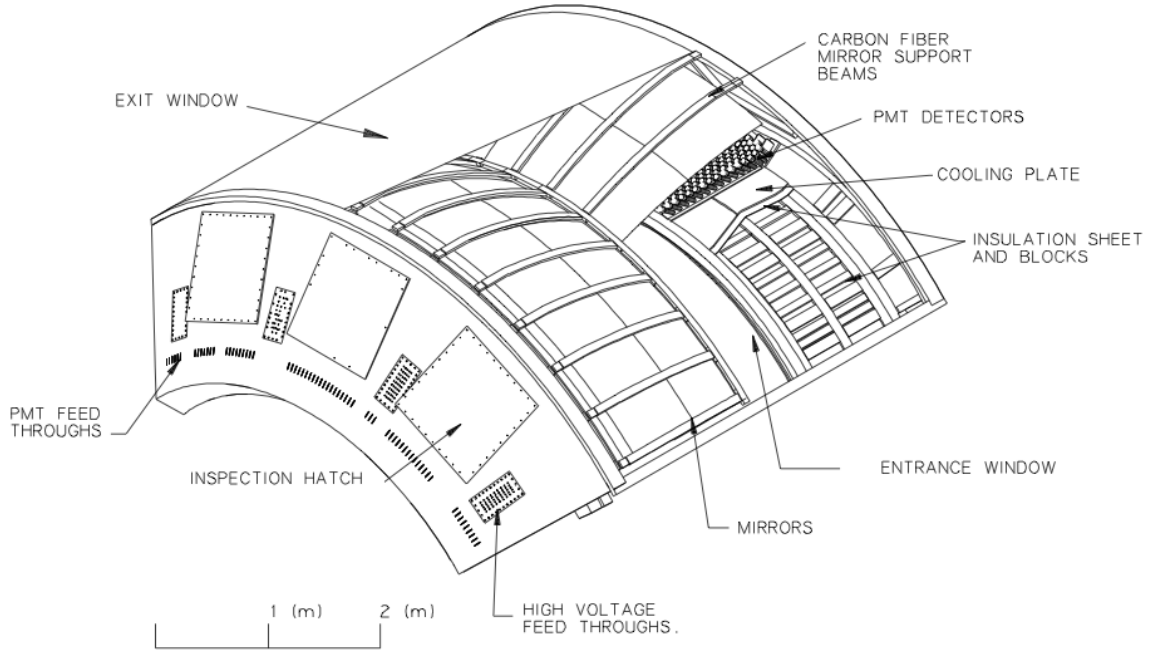 CARBON FIBER
MIRROR SUPPORT
BEAMS
EXIT WINDOW
PMT DETECTORS
COOLING PLATE
INSULATION SHEET
AND BLOCKS
PMT FEED
THROUGHS
INSPECTION HATCH
ENTRANCE WINDOW
MIRRORS
1 (m) 2 (m)
HIGH VOLTAGE
FEED THROUGHS.